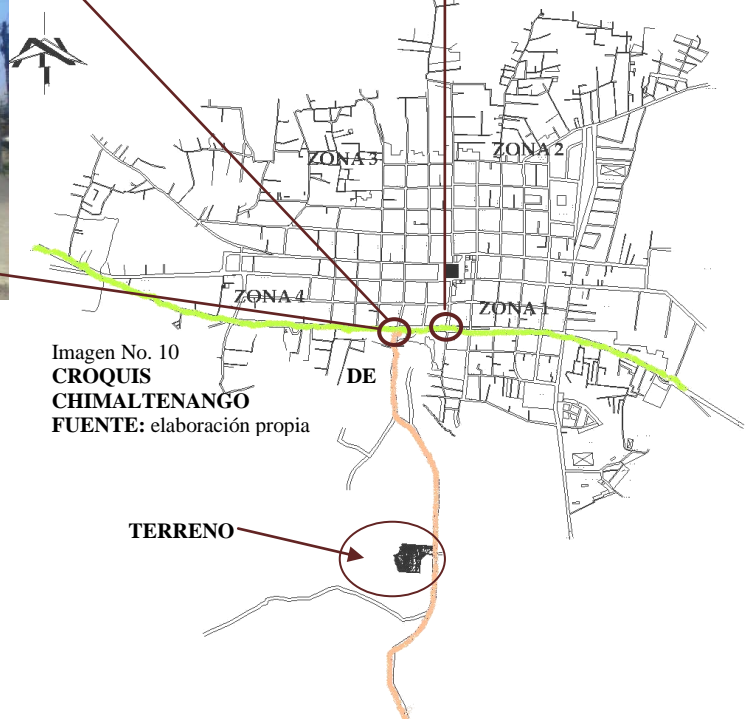 ZONA 3
ZONA 2
ZONA 4
ZONA 1
Imagen No. 10
CROQUIS DE
CHIMALTENANGO
FUENTE: elaboración propia
TERRENO